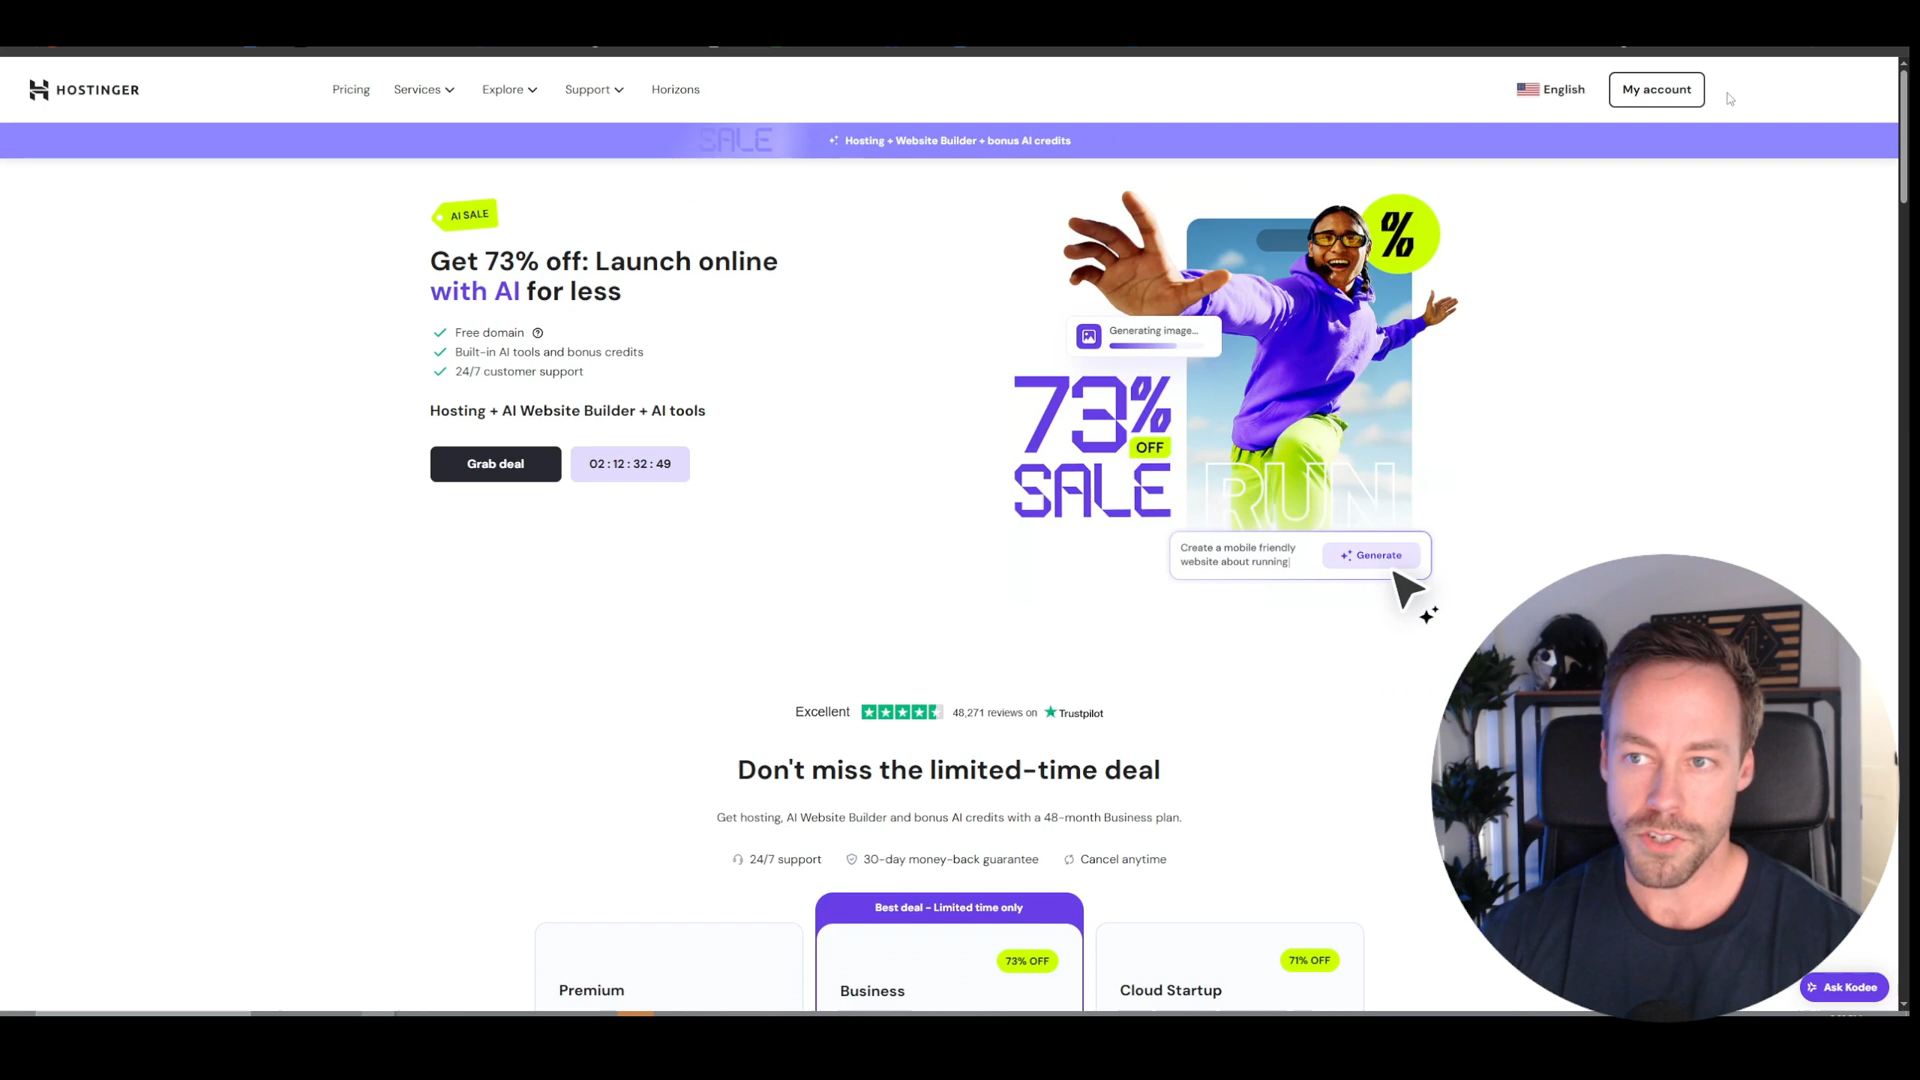 HOSTINGER
Pricing
Services
Explore
Support
Horizons
English
My account
SALE
Hosting + Website Builder + bonus AI credits
AI SALE
Get 73% off: Launch online
with AI for less
Free domain
Built-in AI tools and bonus credits
24/7 customer support
Hosting + AI Website Builder + AI tools
Grab deal
02 : 12 : 32 : 49
%
Generating image...
73%
OFF
SALE
RUN
Create a mobile friendly
website about running
Generate
Excellent
48,271 reviews on
Trustpilot
Don't miss the limited-time deal
Get hosting, AI Website Builder and bonus AI credits with a 48-month Business plan.
24/7 support
30-day money-back guarantee
Cancel anytime
Best deal - Limited time only
73% OFF
71% OFF
Premium
Business
Cloud Startup
Ask Kodee